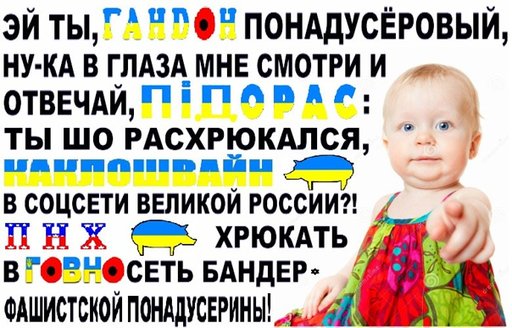 ЭЙ ТЫ, ГАНДОН ПОНАДУСЁРОВЫЙ,
НУ-КА В ГЛАЗА МНЕ СМОТРИ И
ОТВЕЧАЙ, ПіДОРАС:
ТЫ ШО РАСХРЮКАЛСЯ,
КАКЛОШВАЙН
В СОЦСЕТИ ВЕЛИКОЙ РОССИИ?!
П Н Х ХРЮКАТЬ
В ГОВНОСЕТЬ БАНДЕР*
ФАШИСТСКОЙ ПОНАДУСЕРИНЫ!